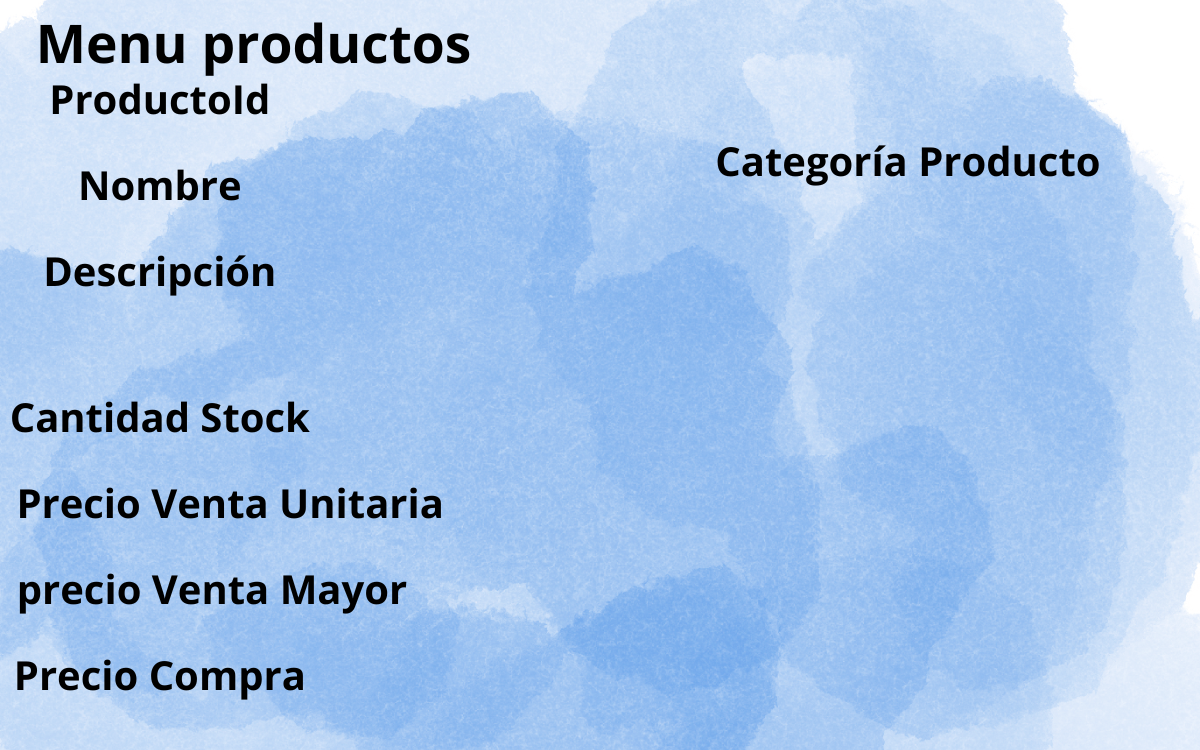 Menu productos
ProductoId
Categoría Producto
Nombre
Descripción
Cantidad Stock
Precio Venta Unitaria
precio Venta Mayor
Precio Compra